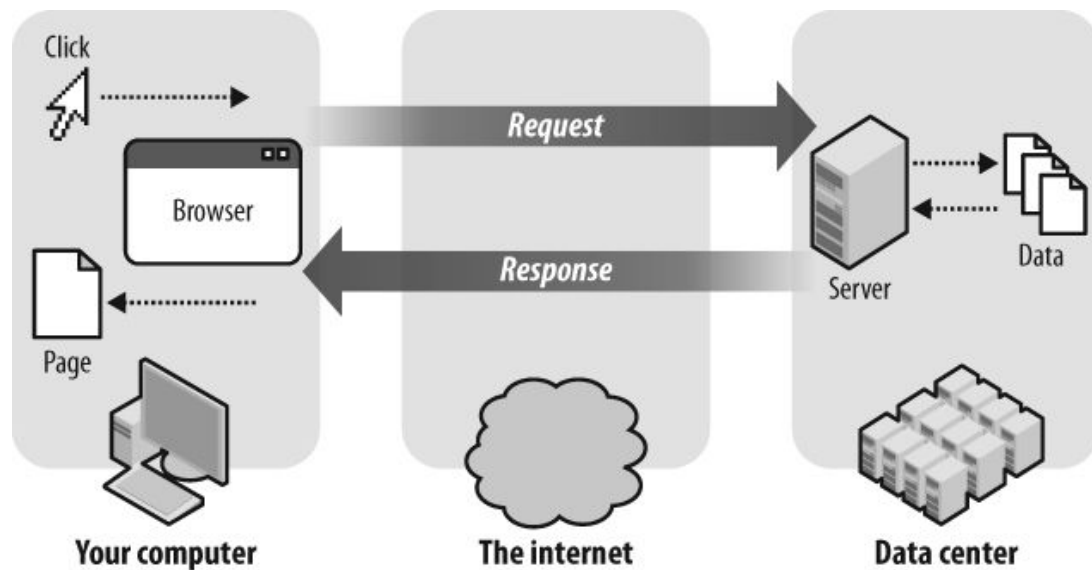 Click
Request
Browser
Response
Server
Data
Page
Your computer
The internet
Data center